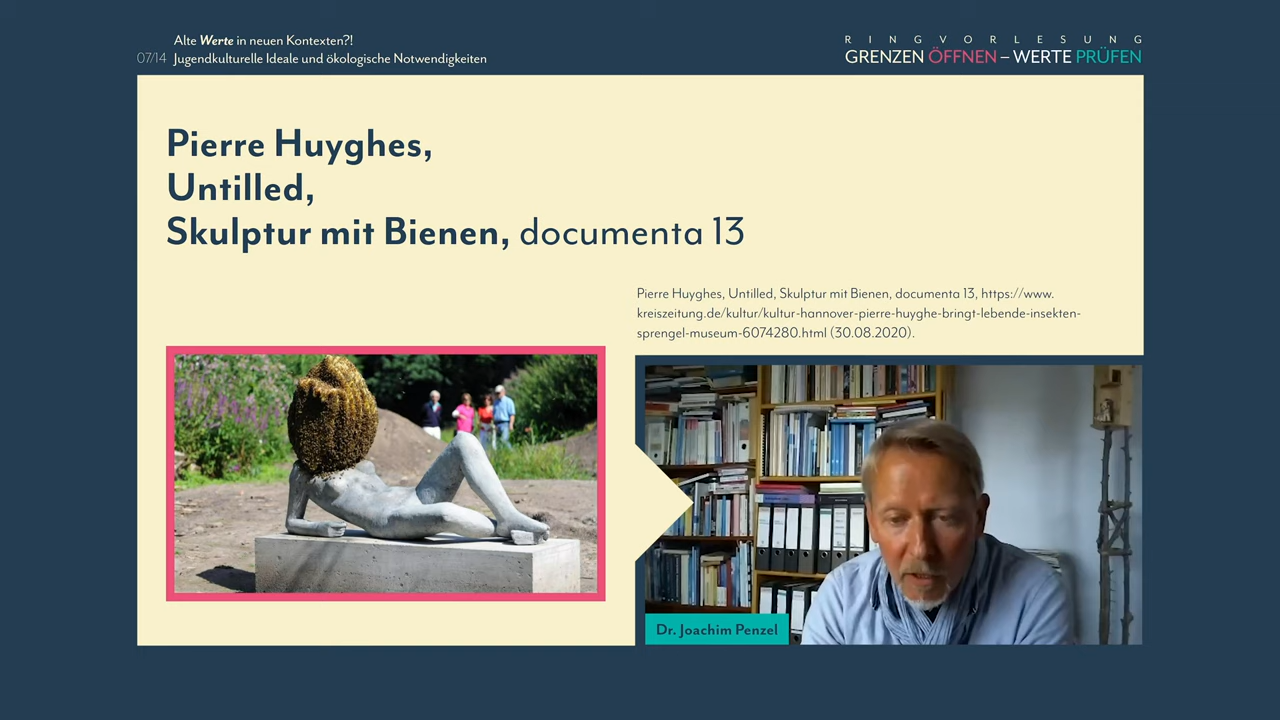 Alte Werte in neuen Kontexten?!
07/14 Jugendkulturelle Ideale und ökologische Notwendigkeiten
RINGVORLESUNG
GRENZEN ÖFFNEN – WERTE PRÜFEN
Pierre Huyghes,
Untilled,
Skulptur mit Bienen, documenta 13
Pierre Huyghes, Untilled, Skulptur mit Bienen, documenta 13, https://www.
kreiszeitung.de/kultur/kultur-hannover-pierre-huyghe-bringt-lebende-insekten-
sprengel-museum-6074280.html (30.08.2020).
Dr. Joachim Penzel